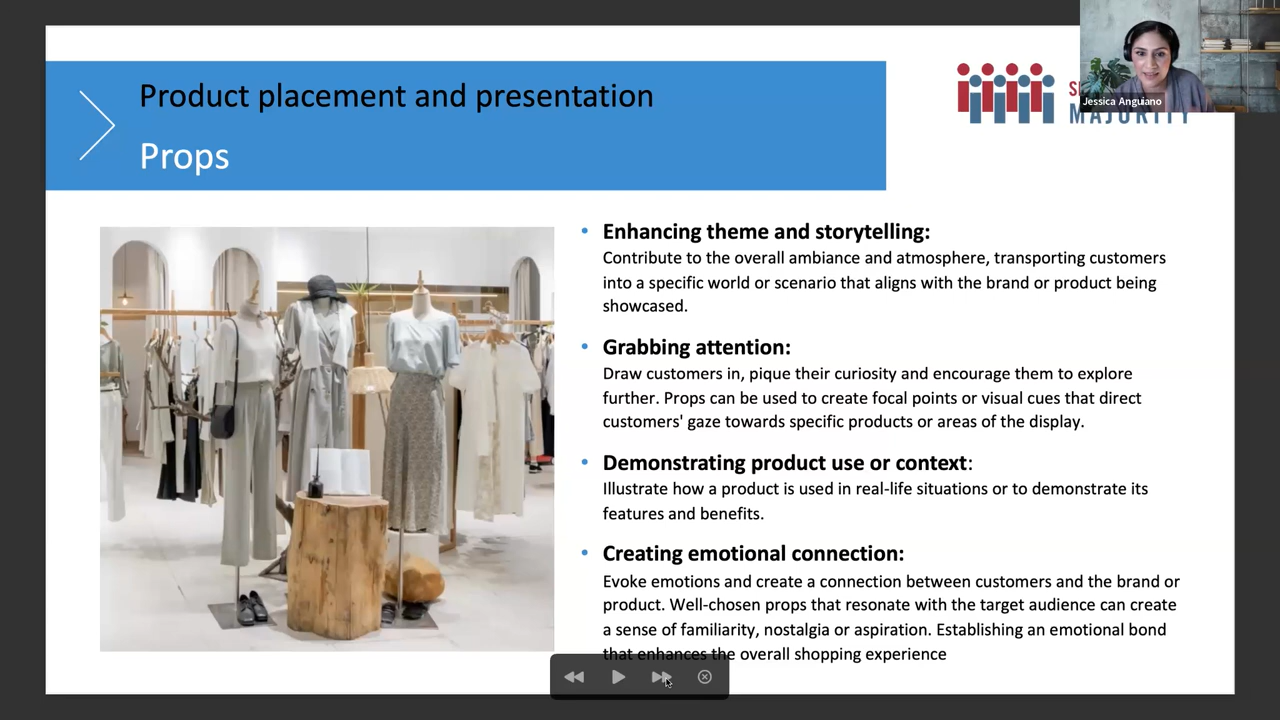 Product placement and presentation
Props
MAJORITY
Jessica Anguiano
• Enhancing theme and storytelling:
Contribute to the overall ambiance and atmosphere, transporting customers
into a specific world or scenario that aligns with the brand or product being
showcased.
• Grabbing attention:
Draw customers in, pique their curiosity and encourage them to explore
further. Props can be used to create focal points or visual cues that direct
customers' gaze towards specific products or areas of the display.
• Demonstrating product use or context:
Illustrate how a product is used in real-life situations or to demonstrate its
features and benefits.
• Creating emotional connection:
Evoke emotions and create a connection between customers and the brand or
product. Well-chosen props that resonate with the target audience can create
a sense of familiarity, nostalgia or aspiration. Establishing an emotional bond
that enhances the overall shopping experience